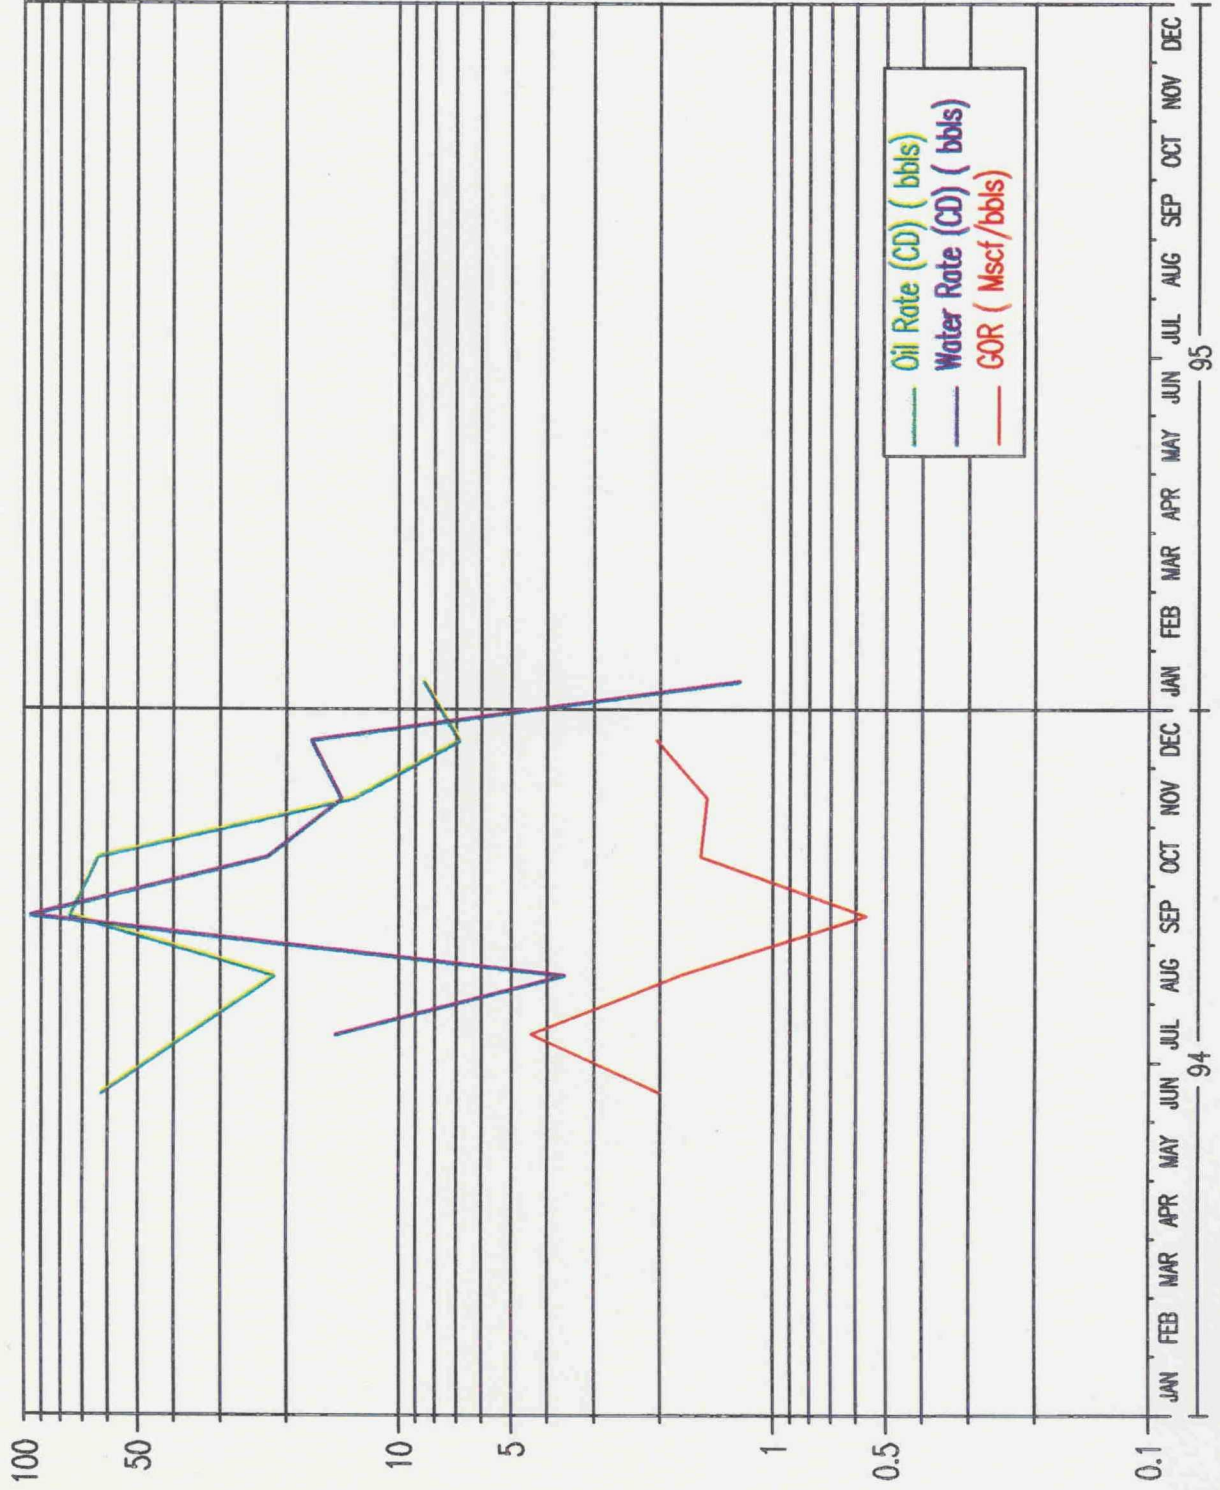 100
50
10
5
1
0.5
0.1
Oil Rate (CD) ( bbls)
Water Rate (CD) ( bbls)
GOR ( Mscf/bbls)
JAN FEB MAR APR MAY JUN JUL AUG SEP OCT NOV DEC JAN FEB MAR APR MAY JUN JUL AUG SEP OCT NOV DEC
94 95